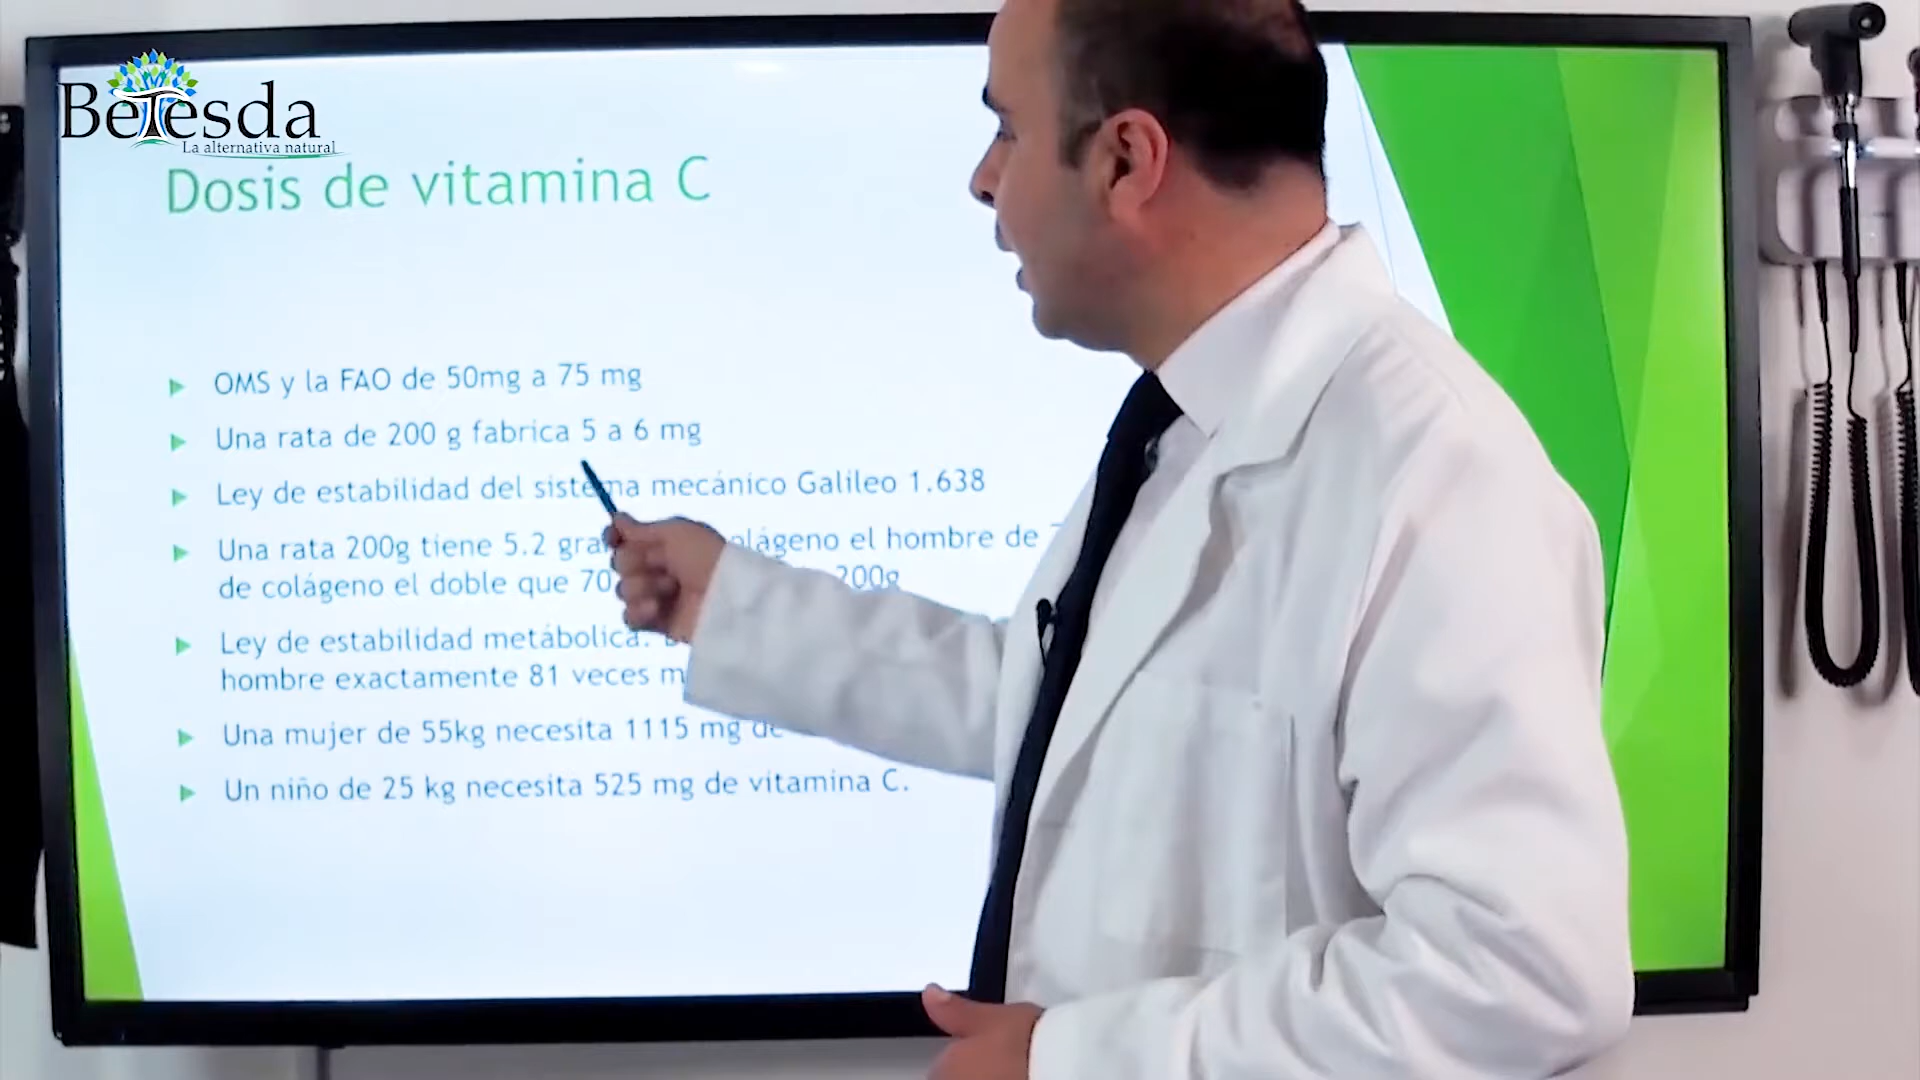 Betesda
La alternativa natural
Dosis de vitamina C
OMS y la FAO de 50mg a 75 mg
Una rata de 200 g fabrica 5 a 6 mg
Ley de estabilidad del sistema mecánico Galileo 1.638
Una rata 200g tiene 5.2 colágeno el hombre de
de colágeno el doble que 70 200g
Ley de estabilidad metábolica.
hombre exactamente 81 veces
Una mujer de 55kg necesita 1115 mg de
Un niño de 25 kg necesita 525 mg de vitamina C.